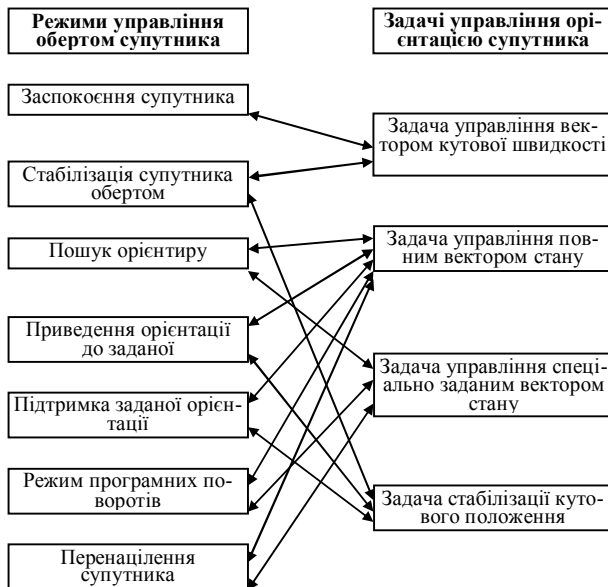 Режими управління
обертом супутника
Заспокоєння супутника
Стабілізація супутника
обертом
Пошук орієнтиру
Приведення орієнтації
до заданої
Підтримка заданої орієн-
тації
Режим програмних по-
воротів
Перенацілення
супутника
Задачі управління орі-
єнтацією супутника
Задача управління век-
тором кутової швидкості
Задача управління пов-
ним вектором стану
Задача управління спеці-
ально заданим вектором
стану
Задача стабілізації куто-
вого положення